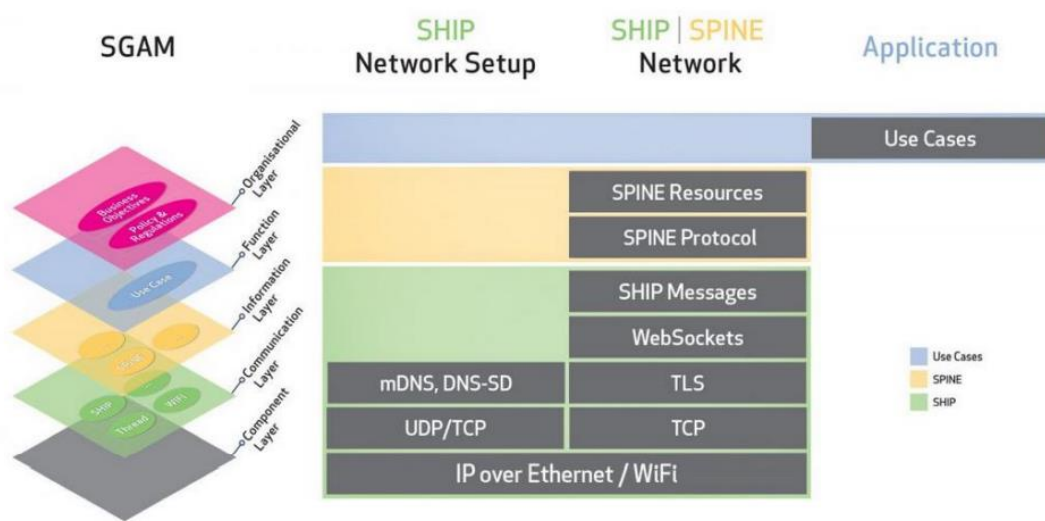 SGAM
SHIP
Network Setup
SHIP | SPINE
Network
Application
Organisational
Layer
Business
Objectives
Policy &
Regulations
Function
Layer
Use Case
Information
Layer
SPINE
Communication
Layer
SHIP
WiFi
Thread
Component
Layer
Use Cases
SPINE Resources
SPINE Protocol
SHIP Messages
WebSockets
mDNS, DNS-SD
TLS
UDP/TCP
TCP
IP over Ethernet / WiFi
Use Cases
SPINE
SHIP